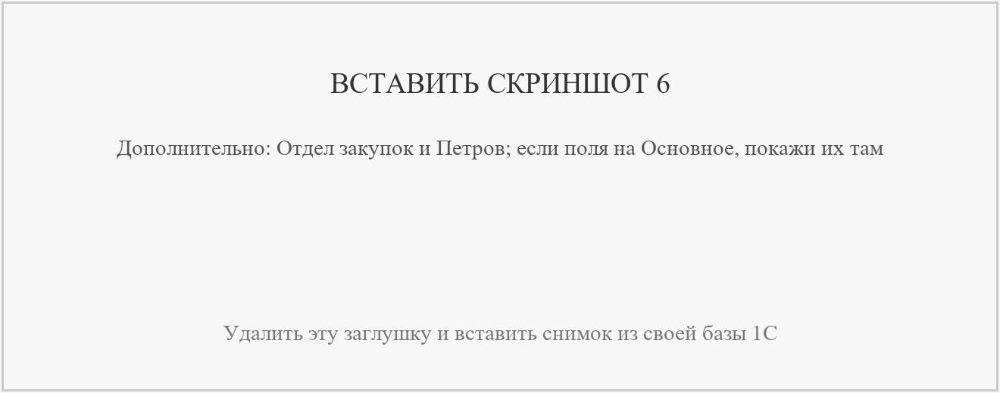 ВСТАВИТЬ СКРИНШОТ 6
Дополнительно: Отдел закупок и Петров; если поля на Основное, покажи их там
Удалить эту заглушку и вставить снимок из своей базы 1С